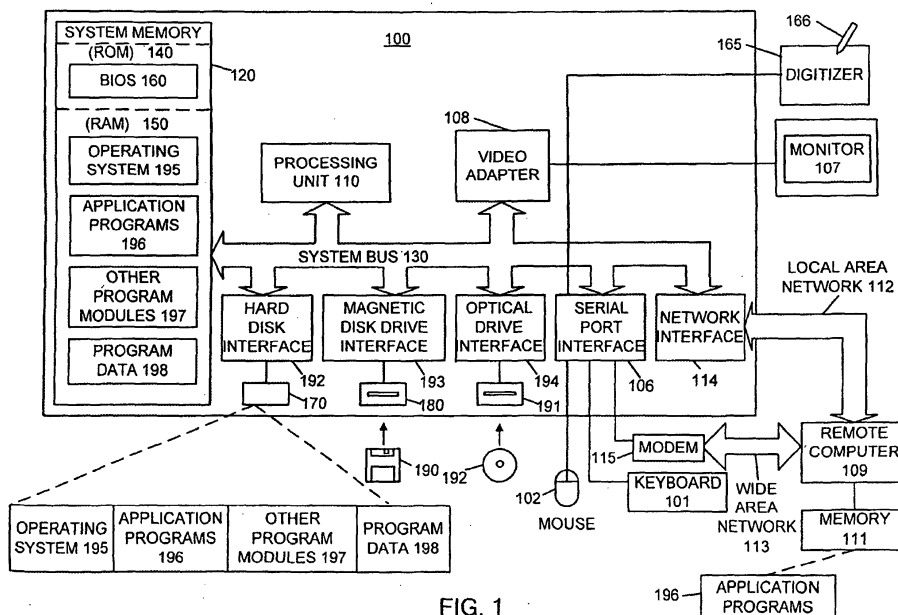 SYSTEM MEMORY
(ROM) 140
BIOS 160
120
(RAM) 150
OPERATING
SYSTEM 195
APPLICATION
PROGRAMS
196
OTHER
PROGRAM
MODULES 197
PROGRAM
DATA 198
100
PROCESSING
UNIT 110
108
VIDEO
ADAPTER
165
166
DIGITIZER
MONITOR
107
SYSTEM BUS 130
HARD
DISK
INTERFACE
192
170
MAGNETIC
DISK DRIVE
INTERFACE
193
180
OPTICAL
DRIVE
INTERFACE
194
191
SERIAL
PORT
INTERFACE
106
NETWORK
INTERFACE
114
LOCAL AREA
NETWORK 112
190
192
102
MOUSE
115
MODEM
KEYBOARD
101
WIDE
AREA
NETWORK
113
REMOTE
COMPUTER
109
MEMORY
111
OPERATING
SYSTEM 195
APPLICATION
PROGRAMS
196
OTHER
PROGRAM
MODULES 197
PROGRAM
DATA 198
196
APPLICATION
PROGRAMS
FIG. 1